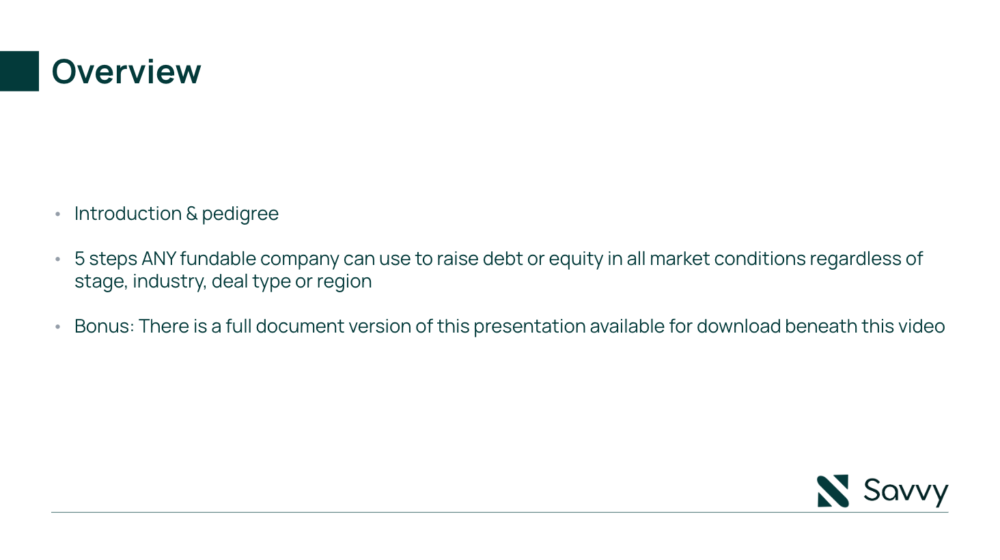 Overview
• Introduction & pedigree
• 5 steps ANY fundable company can use to raise debt or equity in all market conditions regardless of
stage, industry, deal type or region
• Bonus: There is a full document version of this presentation available for download beneath this video
Savvy